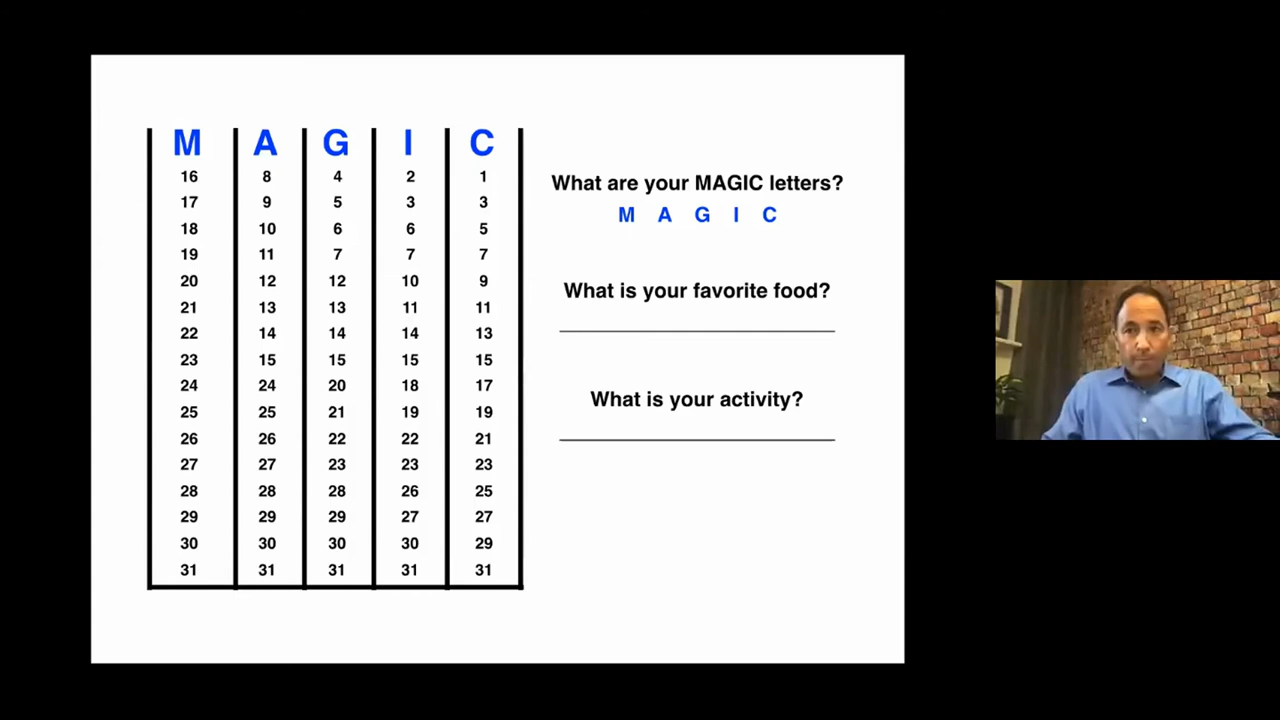 M A G I C
16 8 4 2 1
17 9 5 3 3
18 10 6 6 5
19 11 7 7 7
20 12 12 10 9
21 13 13 11 11
22 14 14 14 13
23 15 15 15 15
24 24 20 18 17
25 25 21 19 19
26 26 22 22 21
27 27 23 23 23
28 28 28 26 25
29 29 29 27 27
30 30 30 30 29
31 31 31 31 31
What are your MAGIC letters?
M A G I C
What is your favorite food?
What is your activity?